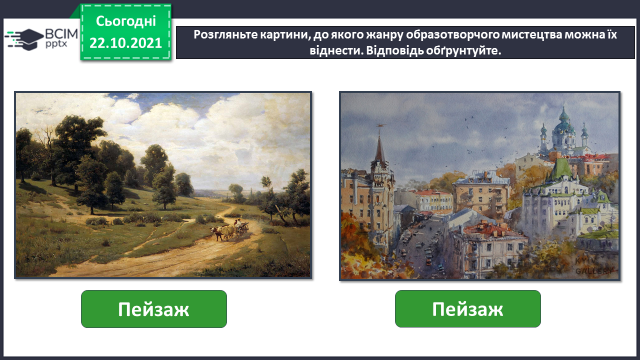 Сьогодні
22.10.2021
ВСІМ
pptx
Розгляньте картини, до якого жанру образотворчого мистецтва можна їх
віднести. Відповідь обґрунтуйте.
Пейзаж
Пейзаж